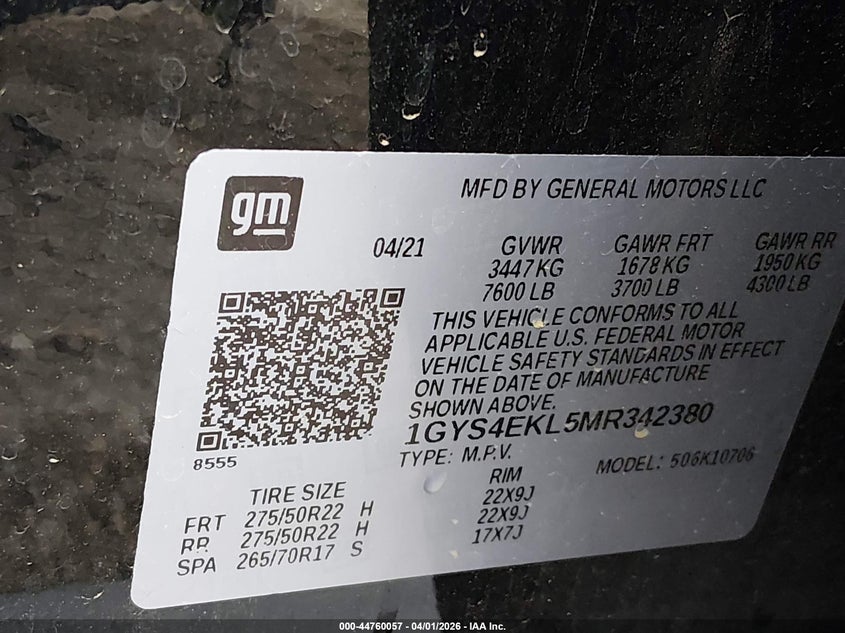 gm
MFD BY GENERAL MOTORS LLC
04/21 GVWR GAWR FRT GAWR RR
3447 KG 1678 KG 1950 KG
7600 LB 3700 LB 4300 LB
THIS VEHICLE CONFORMS TO ALL
APPLICABLE U.S. FEDERAL MOTOR
VEHICLE SAFETY STANDARDS IN EFFECT
ON THE DATE OF MANUFACTURE
SHOWN ABOVE.
1GYS4EKL5MR342380
8555
TYPE: M.P.V. MODEL: 506K10706
TIRE SIZE RIM
FRT 275/50R22 H 22X9J
RR 275/50R22 H 22X9J
SPA 265/70R17 S 17X7J
000-44760057 - 04/01/2026 - IAA Inc.